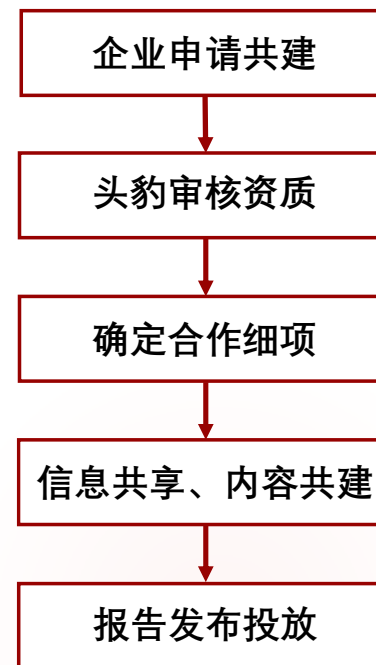 企业申请共建
头豹审核资质
确定合作细项
信息共享、内容共建
报告发布投放